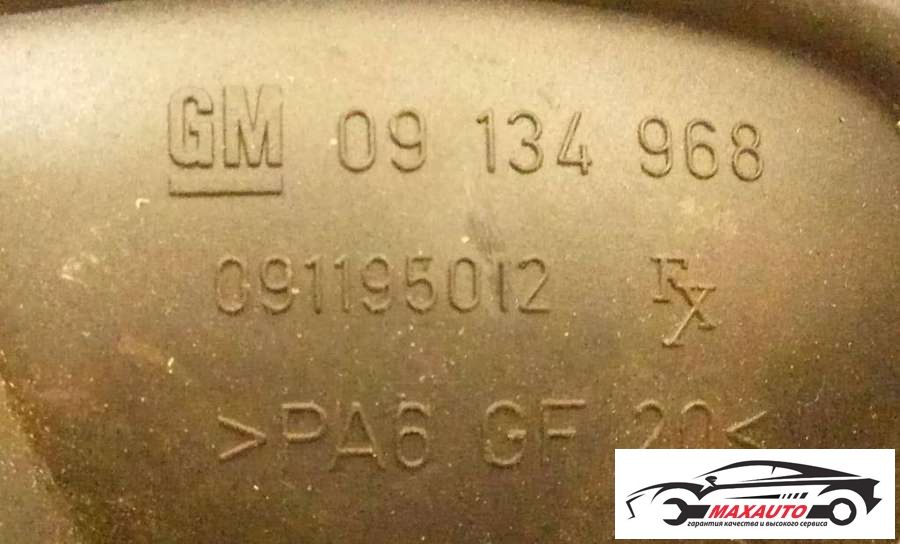 GM 09 134 968
091195012 FX
>PA6 GF 20<
MAXAUTO
гарантия качества и высокого сервиса